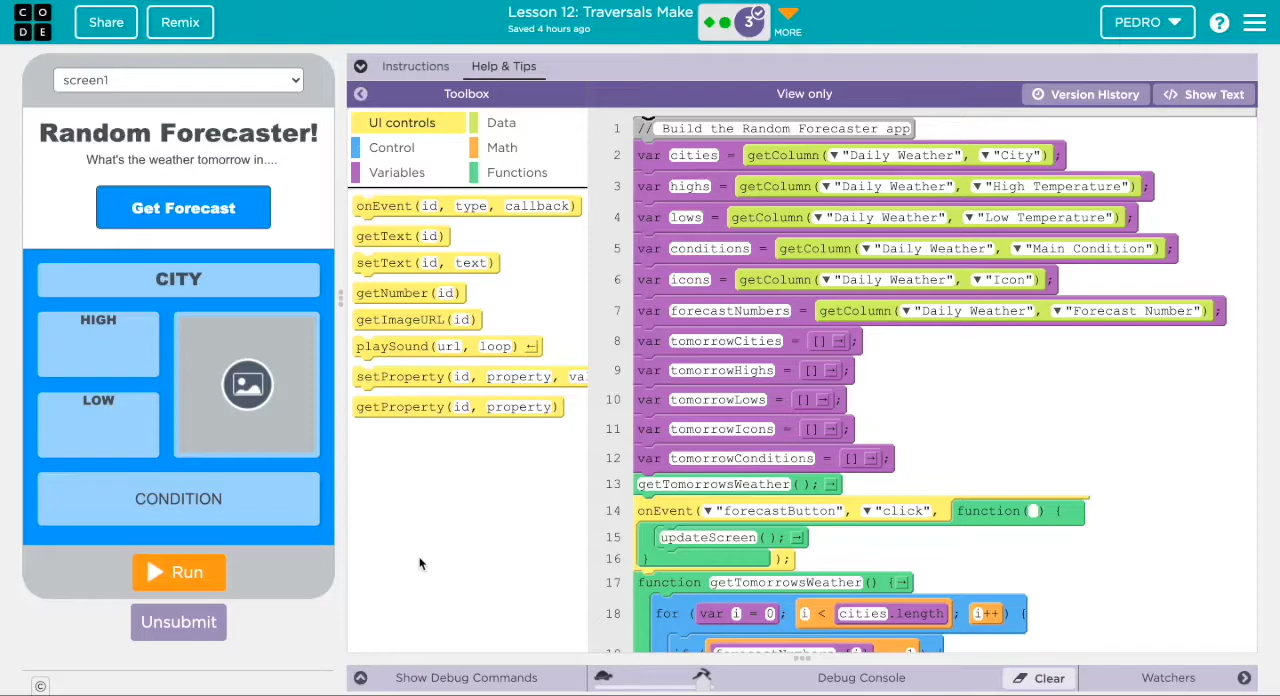 CODE
Share
Remix
Lesson 12: Traversals Make
Saved 4 hours ago
3
MORE
PEDRO
?
screen1
Random Forecaster!
What's the weather tomorrow in....
Get Forecast
CITY
HIGH
LOW
CONDITION
Run
Unsubmit
©
Instructions
Help & Tips
Toolbox
View only
Version History
</> Show Text
UI controls
Data
Control
Math
Variables
Functions
onEvent(id, type, callback)
getText(id)
setText(id, text)
getNumber(id)
getImageURL(id)
playSound(url, loop)
setProperty(id, property, va
getProperty(id, property)
1 // Build the Random Forecaster app
2 var cities = getColumn(▼"Daily Weather", ▼"City");
3 var highs = getColumn(▼"Daily Weather", ▼"High Temperature");
4 var lows = getColumn(▼"Daily Weather", ▼"Low Temperature");
5 var conditions = getColumn(▼"Daily Weather", ▼"Main Condition");
6 var icons = getColumn(▼"Daily Weather", ▼"Icon");
7 var forecastNumbers = getColumn(▼"Daily Weather", ▼"Forecast Number");
8 var tomorrowCities = [];
9 var tomorrowHighs = [];
10 var tomorrowLows = [];
11 var tomorrowIcons = [];
12 var tomorrowConditions = [];
13 getTomorrowsWeather();
14 onEvent(▼"forecastButton", ▼"click", function() {
15 updateScreen();
16 });
17 function getTomorrowsWeather() {
18 for (var i = 0; i < cities.length; i++) {
Show Debug Commands
Debug Console
Clear
Watchers